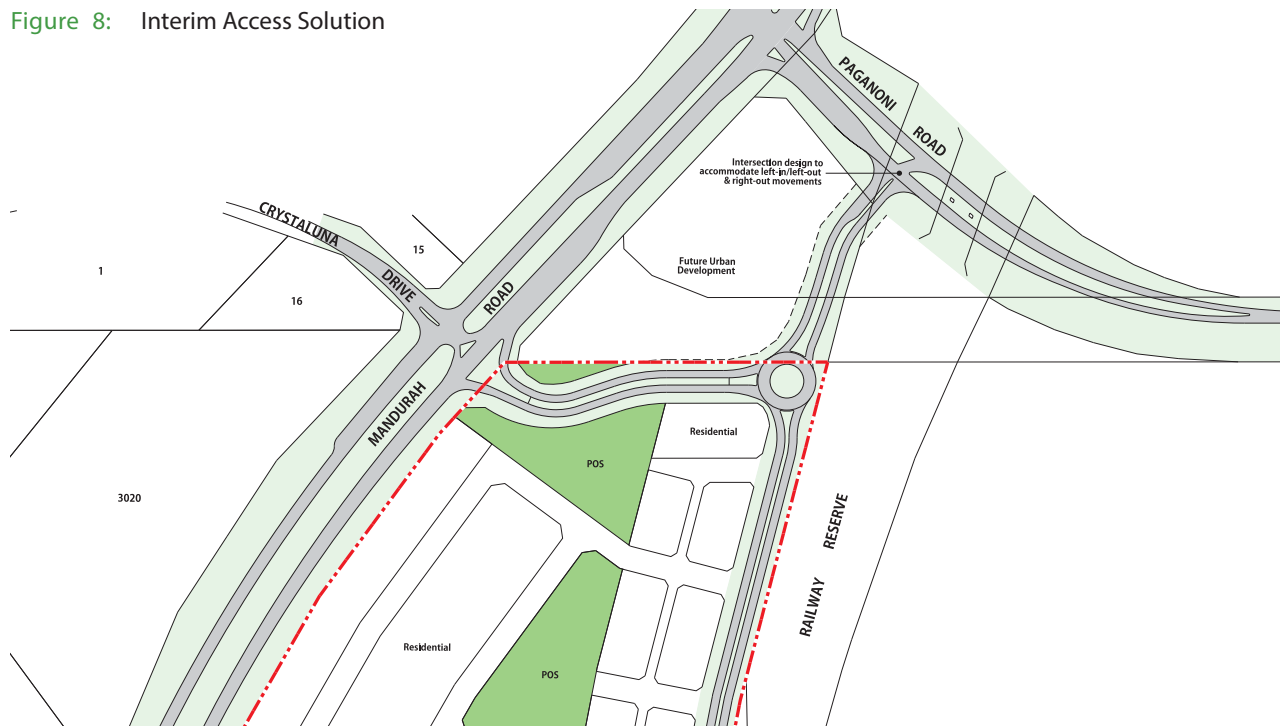 Figure 8: Interim Access Solution
PAGANONI
ROAD
Intersection design to
accommodate left-in/left-out
& right-out movements
CRYSTALUNA
DRIVE
15
1
16
ROAD
Future Urban
Development
MANDURAH
Residential
POS
3020
RAILWAY RESERVE
Residential
POS